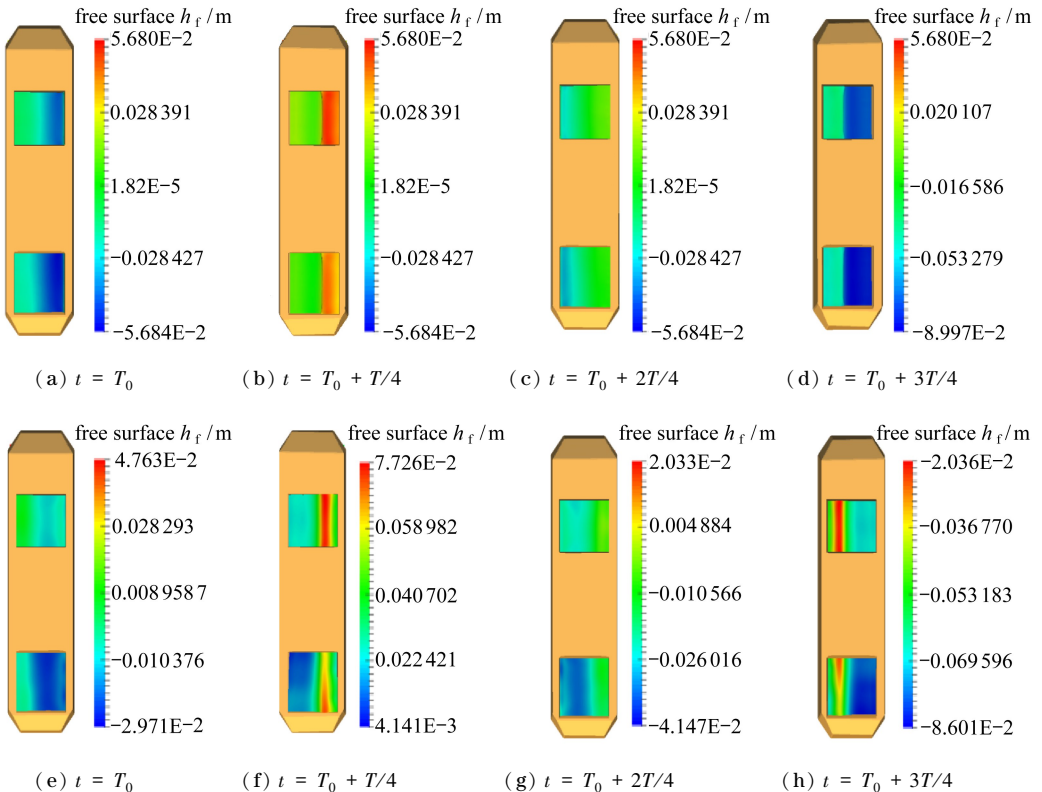 free surface h f / m
5.680E−2
0.028 391
1.82E−5
−0.028 427
−5.684E−2
(a) t = T0
free surface h f / m
5.680E−2
0.028 391
1.82E−5
−0.028 427
−5.684E−2
(b) t = T0 + T/4
free surface h f / m
5.680E−2
0.028 391
1.82E−5
−0.028 427
−5.684E−2
(c) t = T0 + 2T/4
free surface h f / m
5.680E−2
0.020 107
−0.016 586
−0.053 279
−8.997E−2
(d) t = T0 + 3T/4
free surface h f / m
4.763E−2
0.028 293
0.008 958 7
−0.010 376
−2.971E−2
(e) t = T0
free surface h f / m
7.726E−2
0.058 982
0.040 702
0.022 421
4.141E−3
(f) t = T0 + T/4
free surface h f / m
2.033E−2
0.004 884
−0.010 566
−0.026 016
−4.147E−2
(g) t = T0 + 2T/4
free surface h f / m
−2.036E−2
−0.036 770
−0.053 183
−0.069 596
−8.601E−2
(h) t = T0 + 3T/4